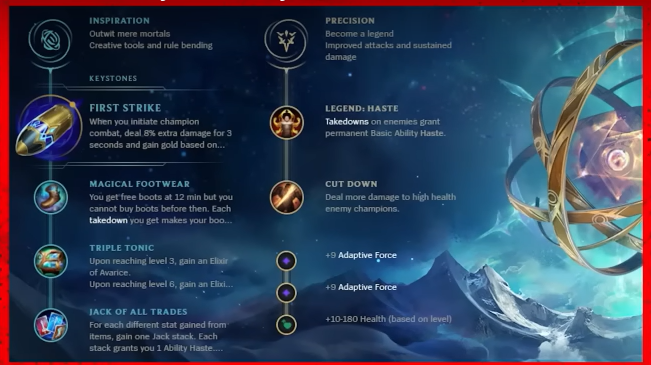 INSPIRATION
Outwit mere mortals
Creative tools and rule bending
KEYSTONES
FIRST STRIKE
When you initiate champion
combat, deal 8% extra damage for 3
seconds and gain gold based on...
MAGICAL FOOTWEAR
You get free boots at 12 min but you
cannot buy boots before then. Each
takedown you get makes your boo...
TRIPLE TONIC
Upon reaching level 3, gain an Elixir
of Avarice.
Upon reaching level 6, gain an Elixi...
JACK OF ALL TRADES
For each different stat gained from
items, gain one Jack stack. Each
stack grants you 1 Ability Haste....
PRECISION
Become a legend
Improved attacks and sustained
damage
LEGEND: HASTE
Takedowns on enemies grant
permanent Basic Ability Haste.
CUT DOWN
Deal more damage to high health
enemy champions.
+9 Adaptive Force
+9 Adaptive Force
+10-180 Health (based on level)